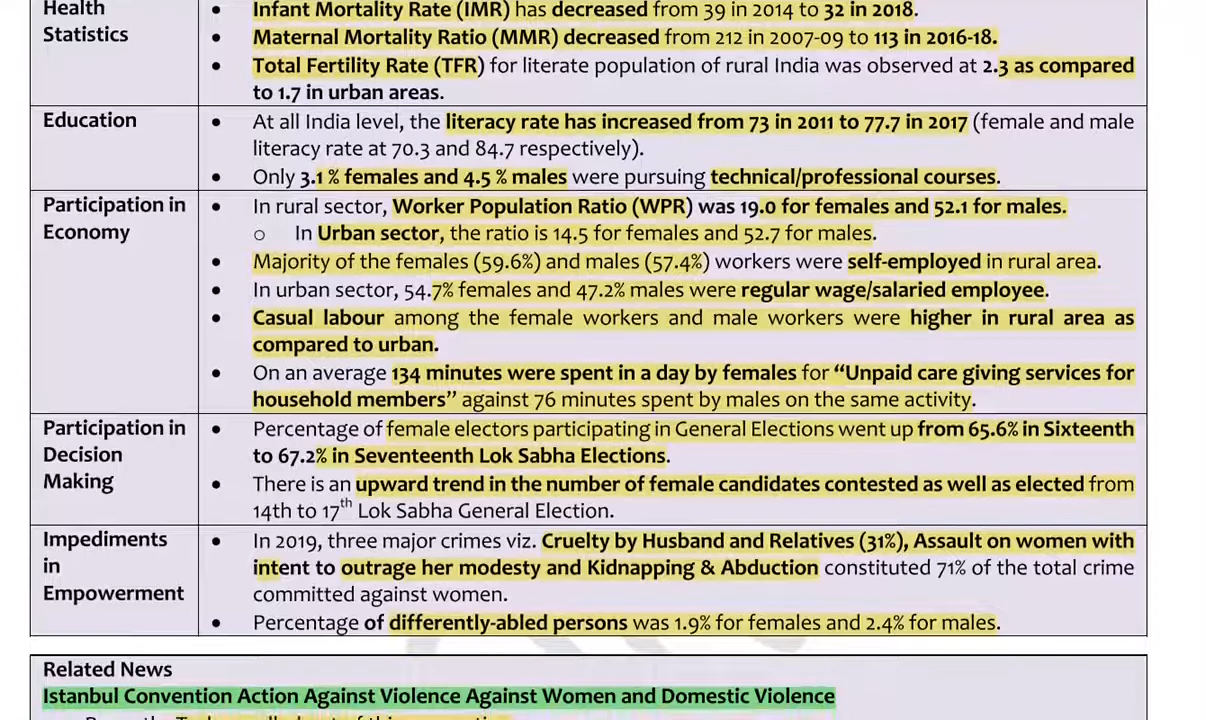 Health
Statistics
• Infant Mortality Rate (IMR) has decreased from 39 in 2014 to 32 in 2018.
• Maternal Mortality Ratio (MMR) decreased from 212 in 2007-09 to 113 in 2016-18.
• Total Fertility Rate (TFR) for literate population of rural India was observed at 2.3 as compared
to 1.7 in urban areas.
Education
• At all India level, the literacy rate has increased from 73 in 2011 to 77.7 in 2017 (female and male
literacy rate at 70.3 and 84.7 respectively).
• Only 3.1 % females and 4.5 % males were pursuing technical/professional courses.
Participation in
Economy
• In rural sector, Worker Population Ratio (WPR) was 19.0 for females and 52.1 for males.
o In Urban sector, the ratio is 14.5 for females and 52.7 for males.
• Majority of the females (59.6%) and males (57.4%) workers were self-employed in rural area.
• In urban sector, 54.7% females and 47.2% males were regular wage/salaried employee.
• Casual labour among the female workers and male workers were higher in rural area as
compared to urban.
• On an average 134 minutes were spent in a day by females for “Unpaid care giving services for
household members” against 76 minutes spent by males on the same activity.
Participation in
Decision
Making
• Percentage of female electors participating in General Elections went up from 65.6% in Sixteenth
to 67.2% in Seventeenth Lok Sabha Elections.
• There is an upward trend in the number of female candidates contested as well as elected from
14th to 17th Lok Sabha General Election.
Impediments
in
Empowerment
• In 2019, three major crimes viz. Cruelty by Husband and Relatives (31%), Assault on women with
intent to outrage her modesty and Kidnapping & Abduction constituted 71% of the total crime
committed against women.
• Percentage of differently-abled persons was 1.9% for females and 2.4% for males.
Related News
Istanbul Convention Action Against Violence Against Women and Domestic Violence